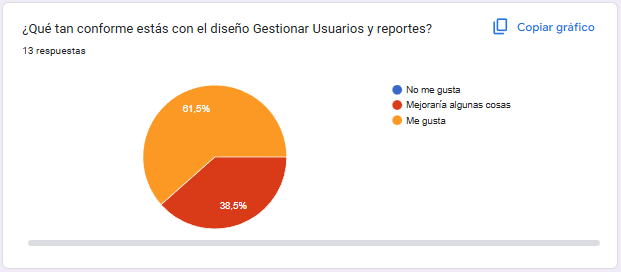 ¿Qué tan conforme estás con el diseño Gestionar Usuarios y reportes?
Copiar gráfico
13 respuestas
No me gusta
Mejoraría algunas cosas
Me gusta
61,5%
38,5%